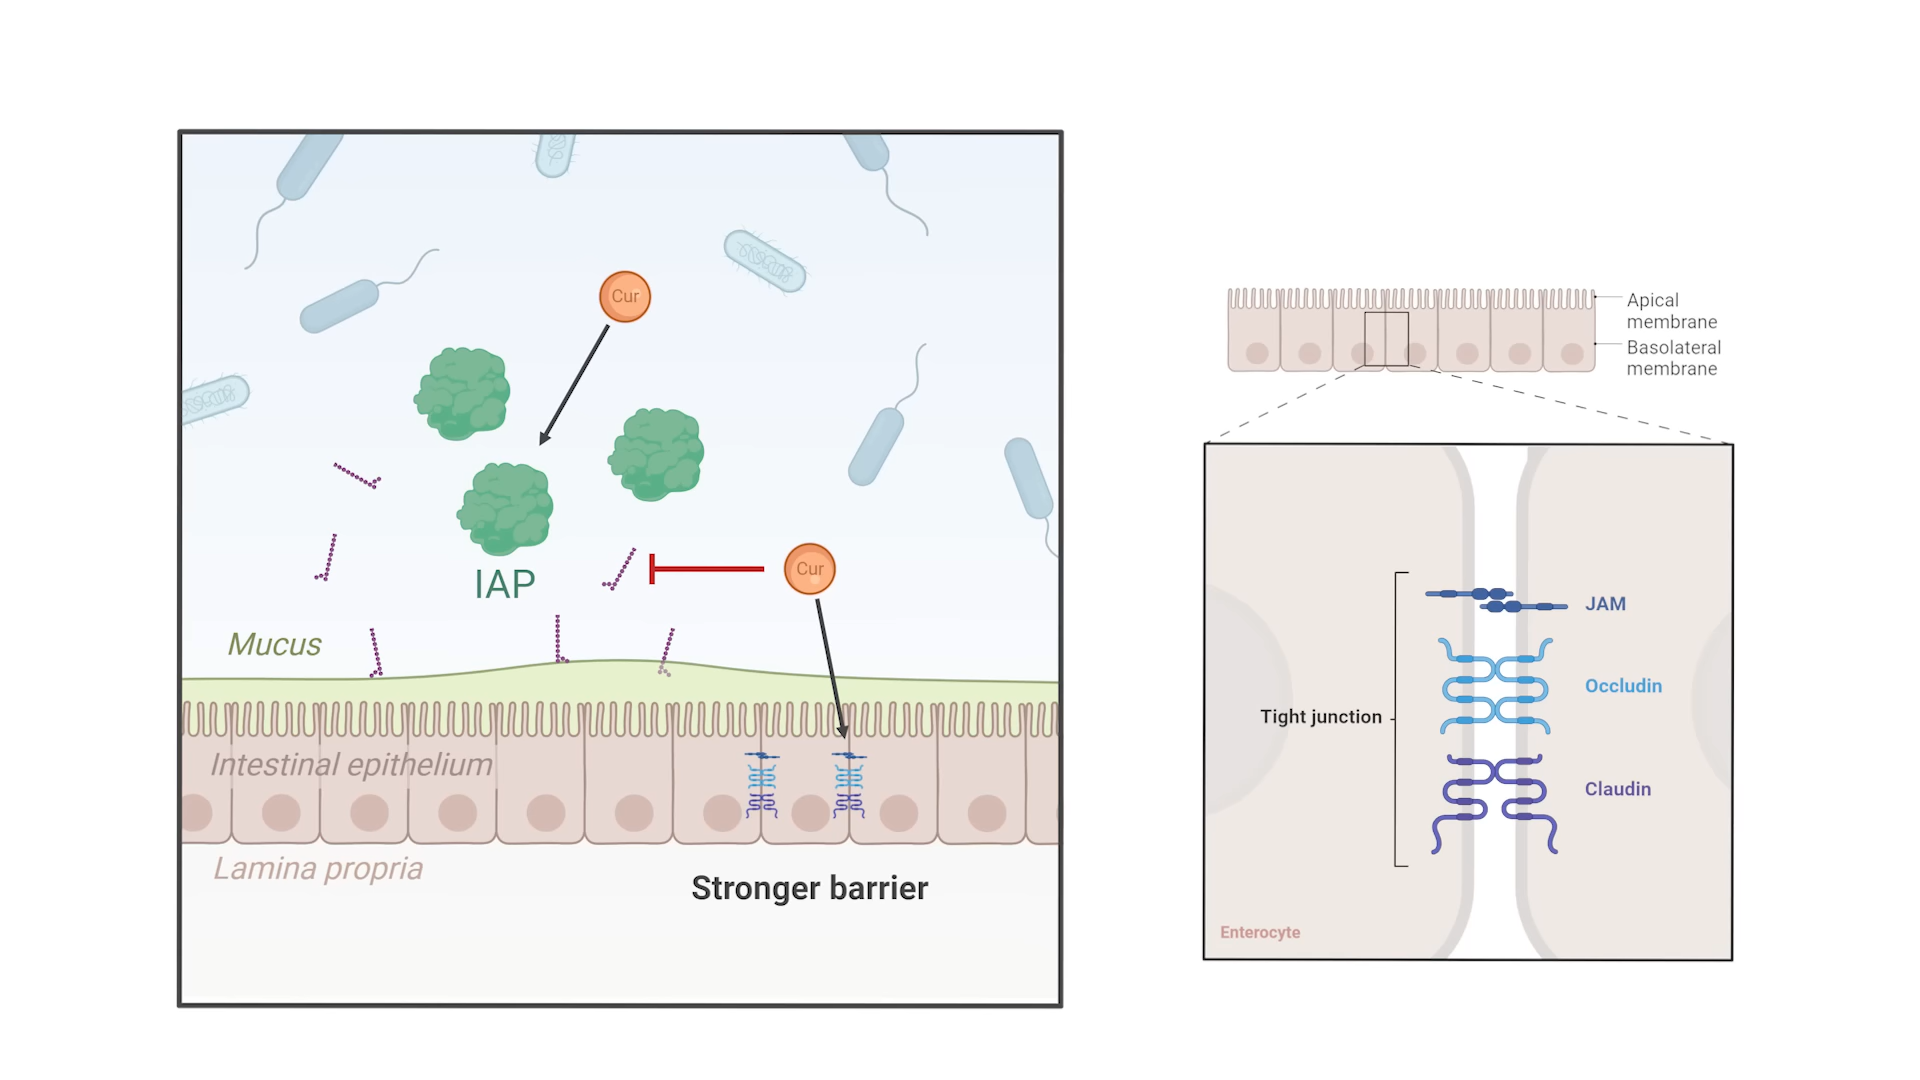 Cur
IAP
Cur
Mucus
Intestinal epithelium
Lamina propria
Stronger barrier
Apical
membrane
Basolateral
membrane
JAM
Occludin
Tight junction
Claudin
Enterocyte